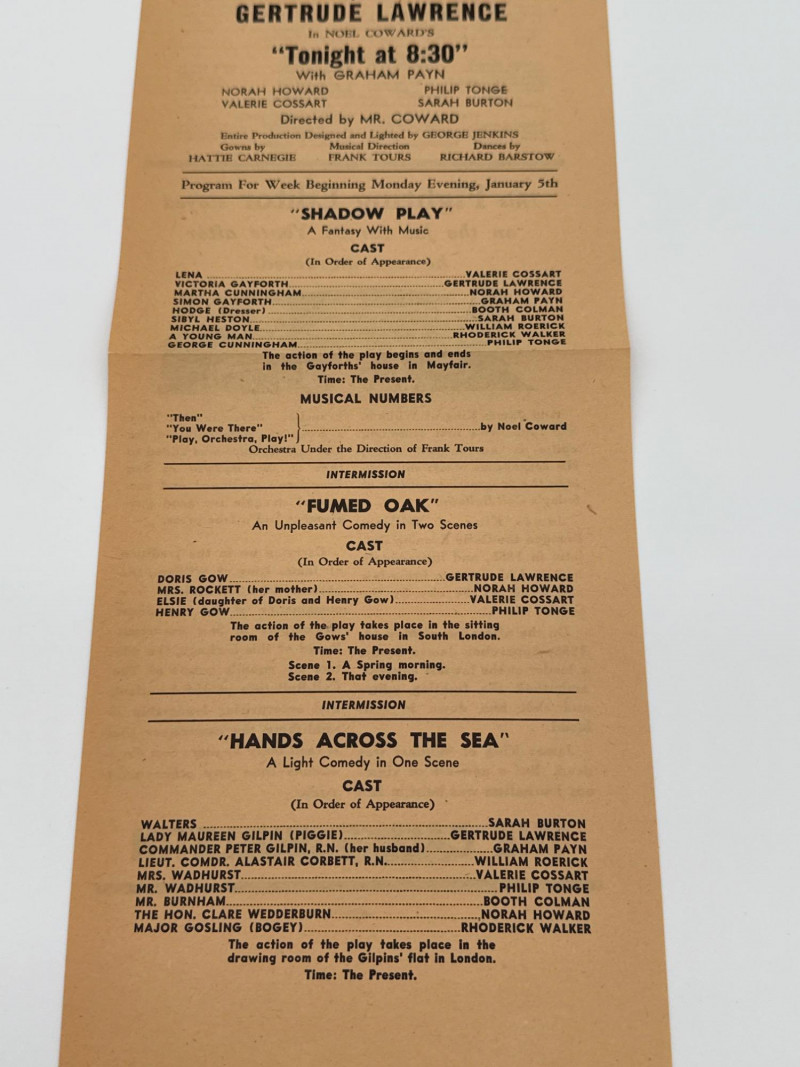 GERTRUDE LAWRENCE
In NOEL COWARD'S
"Tonight at 8:30"
With GRAHAM PAYN
NORAH HOWARD PHILIP TONGE
VALERIE COSSART SARAH BURTON
Directed by MR. COWARD
Entire Production Designed and Lighted by GEORGE JENKINS
Gowns by Musical Direction Dances by
HATTIE CARNEGIE FRANK TOURS RICHARD BARSTOW
Program For Week Beginning Monday Evening, January 5th
"SHADOW PLAY"
A Fantasy With Music
CAST
(In Order of Appearance)
LENA ........ VALERIE COSSART
VICTORIA GAYFORTH ........ GERTRUDE LAWRENCE
MARTHA CUNNINGHAM ........ NORAH HOWARD
SIMON GAYFORTH ........ GRAHAM PAYN
HODGE (Dresser) ........ BOOTH COLMAN
SIBYL HESTON ........ SARAH BURTON
MICHAEL DOYLE ........ WILLIAM ROERICK
A YOUNG MAN ........ RHODERICK WALKER
GEORGE CUNNINGHAM ........ PHILIP TONGE
The action of the play begins and ends
in the Gayforths' house in Mayfair.
Time: The Present.
MUSICAL NUMBERS
"Then"
"You Were There" ........ by Noel Coward
"Play, Orchestra, Play!"
Orchestra Under the Direction of Frank Tours
INTERMISSION
"FUMED OAK"
An Unpleasant Comedy in Two Scenes
CAST
(In Order of Appearance)
DORIS GOW ........ GERTRUDE LAWRENCE
MRS. ROCKETT (her mother) ........ NORAH HOWARD
ELSIE (daughter of Doris and Henry Gow) ........ VALERIE COSSART
HENRY GOW ........ PHILIP TONGE
The action of the play takes place in the sitting
room of the Gows' house in South London.
Time: The Present.
Scene 1. A Spring morning.
Scene 2. That evening.
INTERMISSION
"HANDS ACROSS THE SEA"
A Light Comedy in One Scene
CAST
(In Order of Appearance)
WALTERS ........ SARAH BURTON
LADY MAUREEN GILPIN (PIGGIE) ........ GERTRUDE LAWRENCE
COMMANDER PETER GILPIN, R.N. (her husband) ........ GRAHAM PAYN
LIEUT. COMDR. ALASTAIR CORBETT, R.N. ........ WILLIAM ROERICK
MRS. WADHURST ........ VALERIE COSSART
MR. WADHURST ........ PHILIP TONGE
MR. BURNHAM ........ BOOTH COLMAN
THE HON. CLARE WEDDERBURN ........ NORAH HOWARD
MAJOR GOSLING (BOGEY) ........ RHODERICK WALKER
The action of the play takes place in the
drawing room of the Gilpins' flat in London.
Time: The Present.